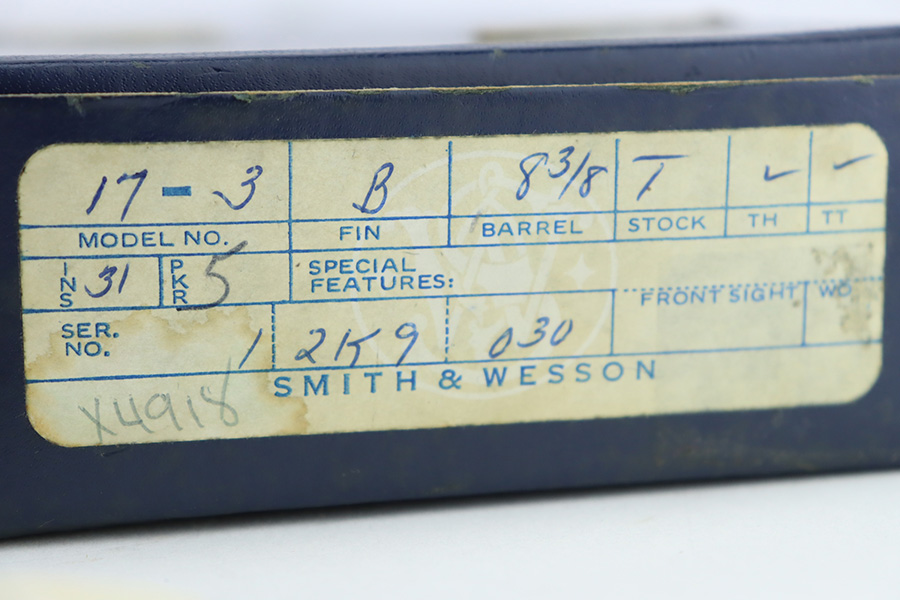 17-3 B 8 3/8 T ✓ –
MODEL NO. FIN BARREL STOCK TH TT
INS 31 PKR 5 SPECIAL FEATURES:
FRONT SIGHT WD
SER. NO. 1 2K9 030
SMITH & WESSON
X4918